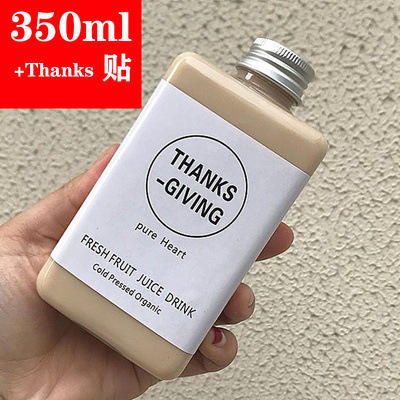 350ml
+Thanks 贴
THANKS
-GIVING
pure Heart
FRESH FRUIT JUICE DRINK
Cold Pressed Organic